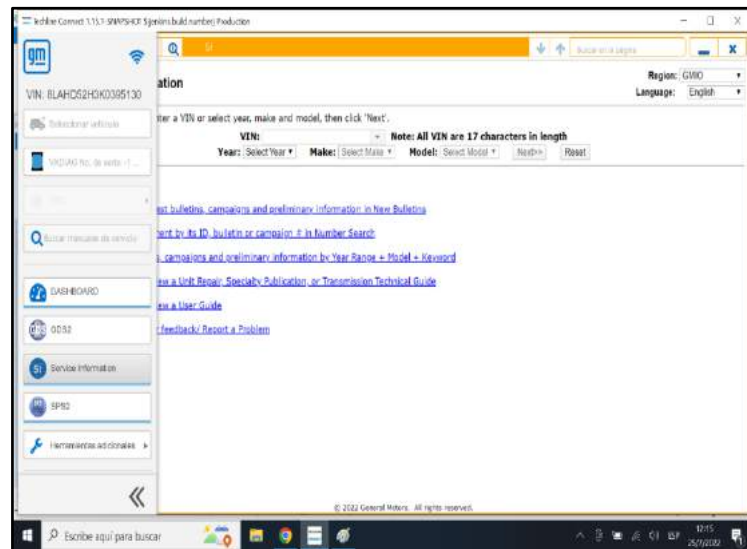 Techline Connect 1.15.1-SNAPSHOT $[jenkins.build.number] Production
gm
VIN: 8LAHD52H3K0395130
Seleccionar vehículo
VXDIAG No. de serie -1 ...
Buscar manuales de servicio
DASHBOARD
GDS2
Si
Service Information
SPS2
Herramientas adicionales
Si
Buscar en la página
ation
Region: GMIO
Language: English
ter a VIN or select year, make and model, then click 'Next'.
VIN:
Note: All VIN are 17 characters in length
Year: Select Year
Make: Select Make
Model: Select Model
Next>>
Reset
est bulletins, campaigns and preliminary information in New Bulletins
ment by its ID, bulletin or campaign # in Number Search
s, campaigns and preliminary information by Year Range + Model + Keyword
ew a Unit Repair, Specialty Publication, or Transmission Technical Guide
ew a User Guide
r feedback/ Report a Problem
© 2022 General Motors. All rights reserved.
Escribe aquí para buscar
ESP
12:15
25/7/2022